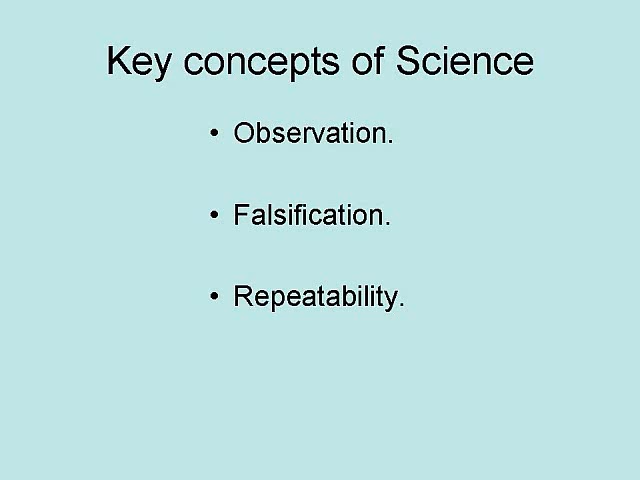 Key concepts of Science
• Observation.
• Falsification.
• Repeatability.